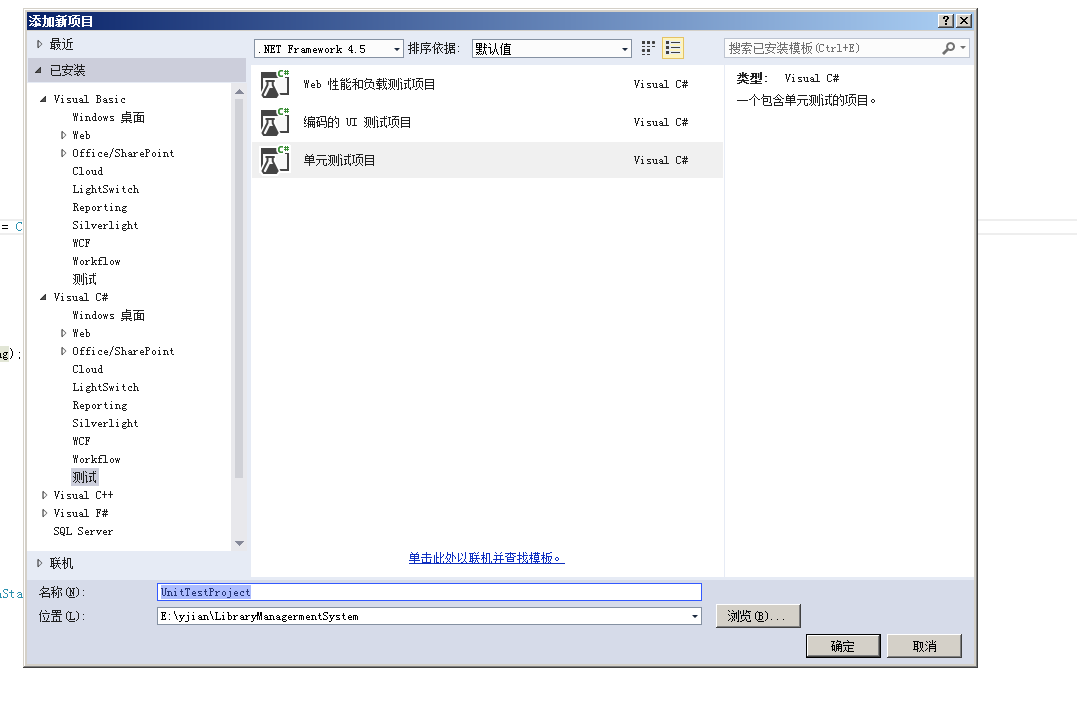 添加新项目
最近
.NET Framework 4.5 排序依据: 默认值
搜索已安装模板(Ctrl+E)
已安装
Visual Basic
Windows 桌面
Web
Office/SharePoint
Cloud
LightSwitch
Reporting
Silverlight
WCF
Workflow
测试
Visual C#
Windows 桌面
Web
Office/SharePoint
Cloud
LightSwitch
Reporting
Silverlight
WCF
Workflow
测试
Visual C++
Visual F#
SQL Server
联机
C# Web 性能和负载测试项目 Visual C#
C# 编码的 UI 测试项目 Visual C#
C# 单元测试项目 Visual C#
单击此处以联机并查找模板。
类型: Visual C#
一个包含单元测试的项目。
= C
g);
Sta
名称(N): UnitTestProject
位置(L): E:\yjian\LibraryManagermentSystem 浏览(B)...
确定 取消